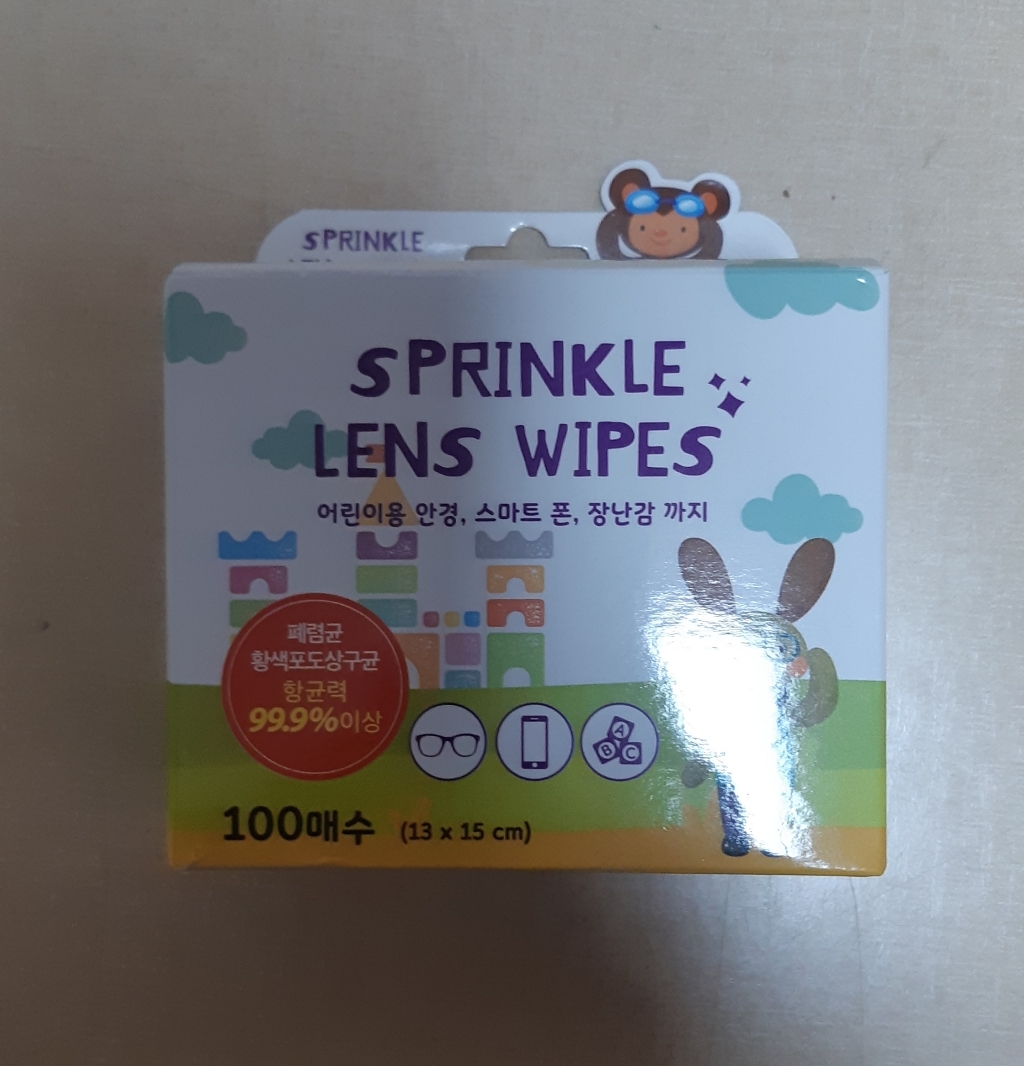 SPRINKLE
SPRINKLE
LENS WIPES
어린이용 안경, 스마트 폰, 장난감 까지
폐렴균
황색포도상구균
항균력
99.9%이상
A
B C
100매수 (13 x 15 cm)